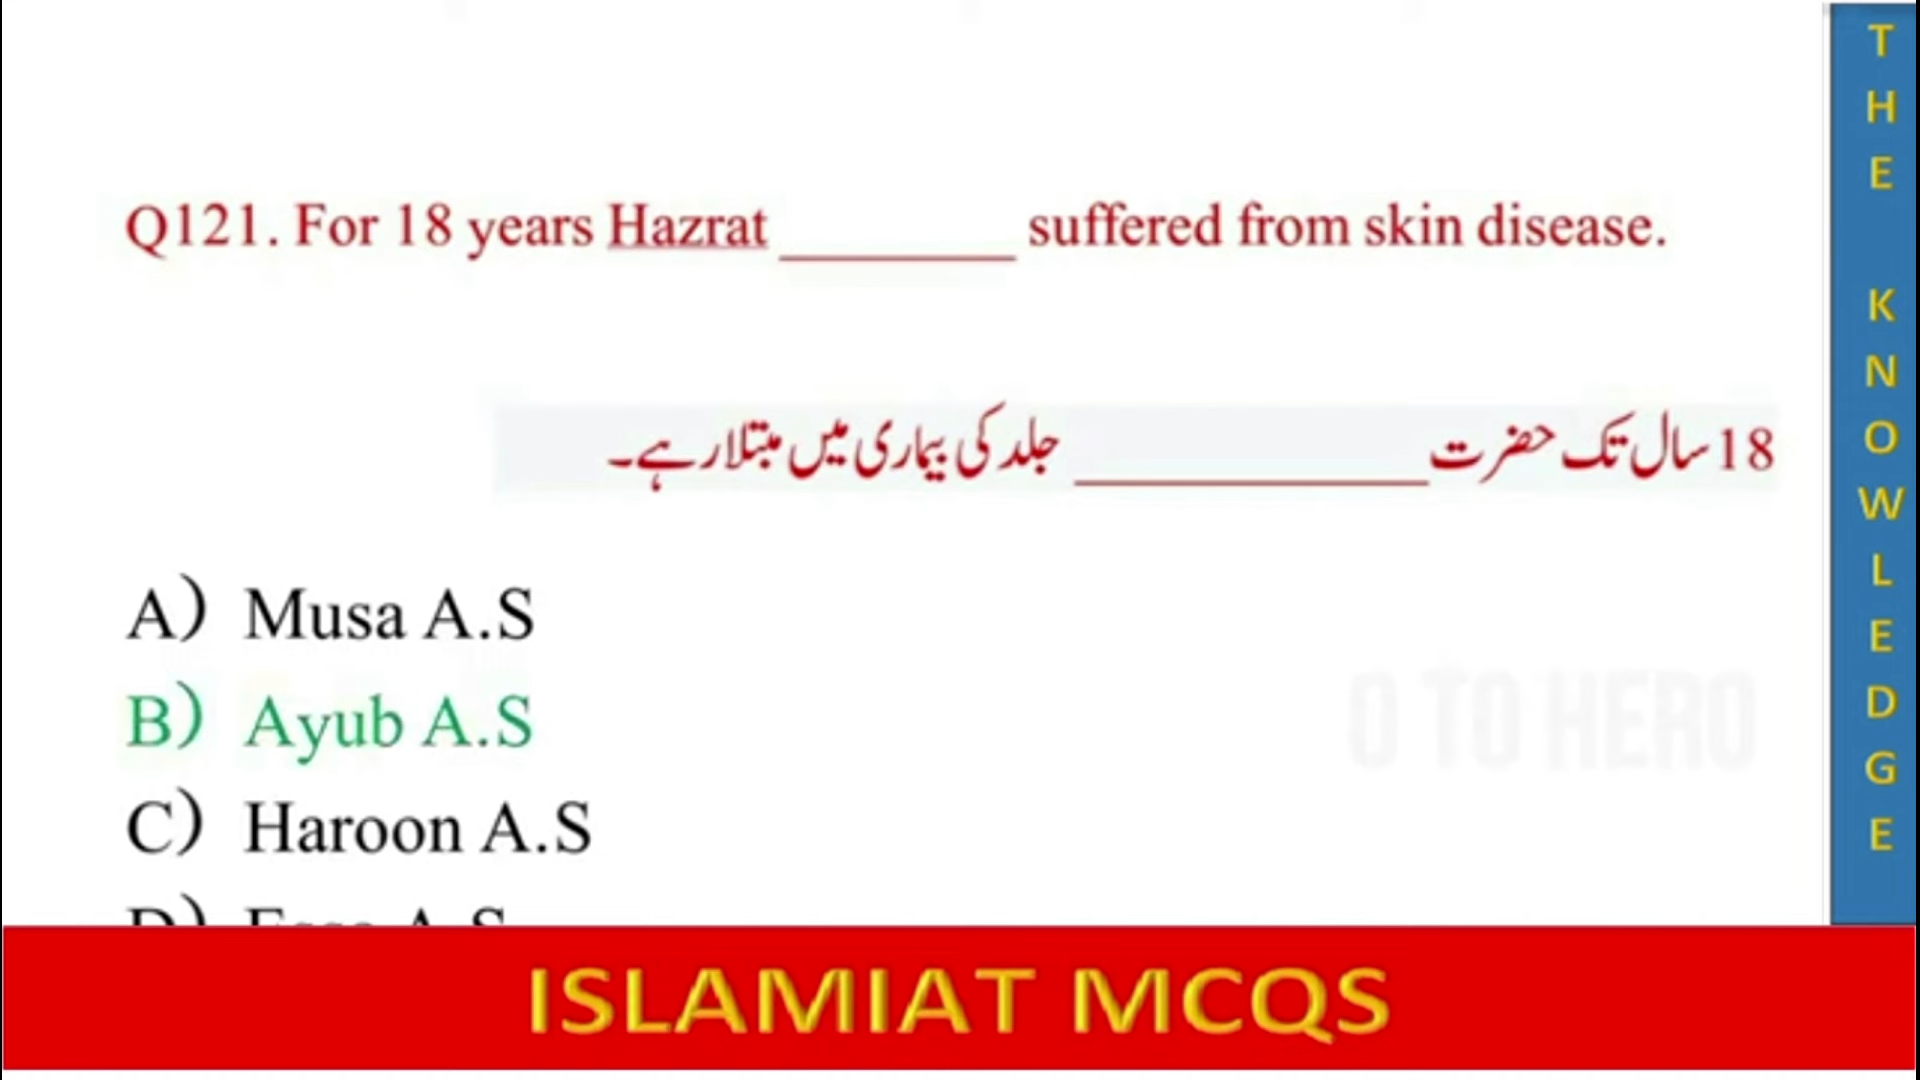 Q121. For 18 years Hazrat ________ suffered from skin disease.
18 سال تک حضرت ____________ جلد کی بیماری میں مبتلا رہے۔
A) Musa A.S
B) Ayub A.S
C) Haroon A.S
D) Essa A.S
0 TO HERO
ISLAMIAT MCQS
THE KNOWLEDGE